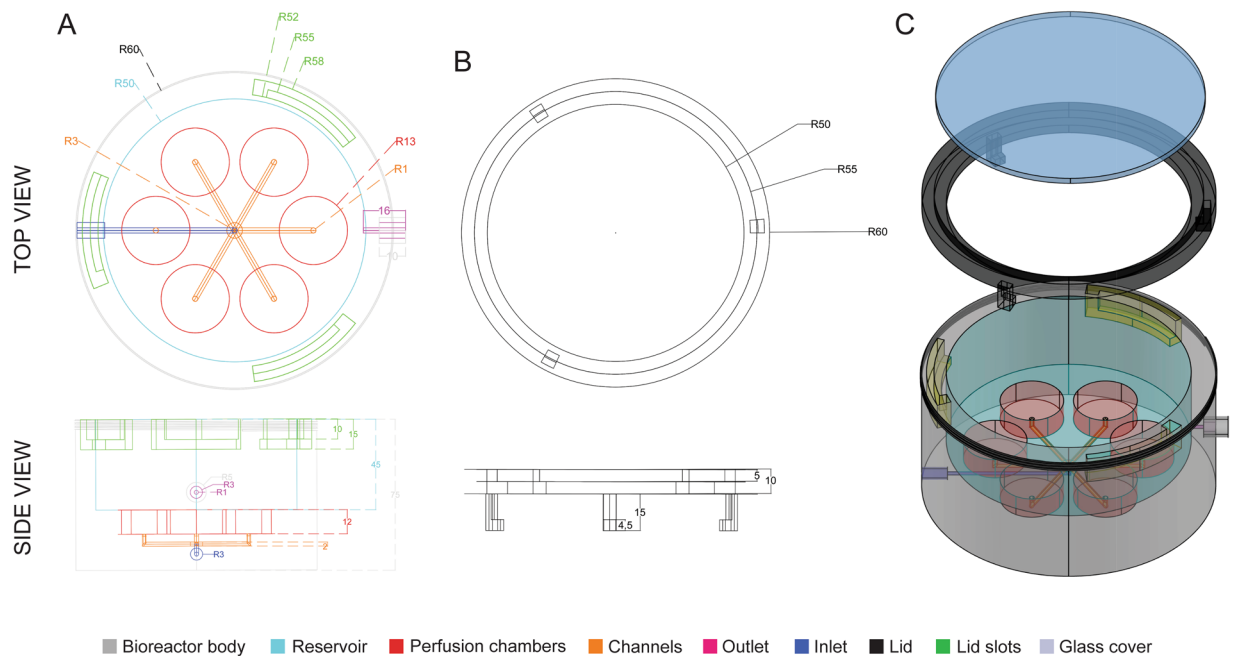 A
B
C
TOP VIEW
R52
R55
R58
R60
R50
R3
R13
R1
16
10
R50
R55
R60
SIDE VIEW
10
15
45
75
R5
R3
R1
12
2
R3
5
10
15
4,5
Bioreactor body
Reservoir
Perfusion chambers
Channels
Outlet
Inlet
Lid
Lid slots
Glass cover